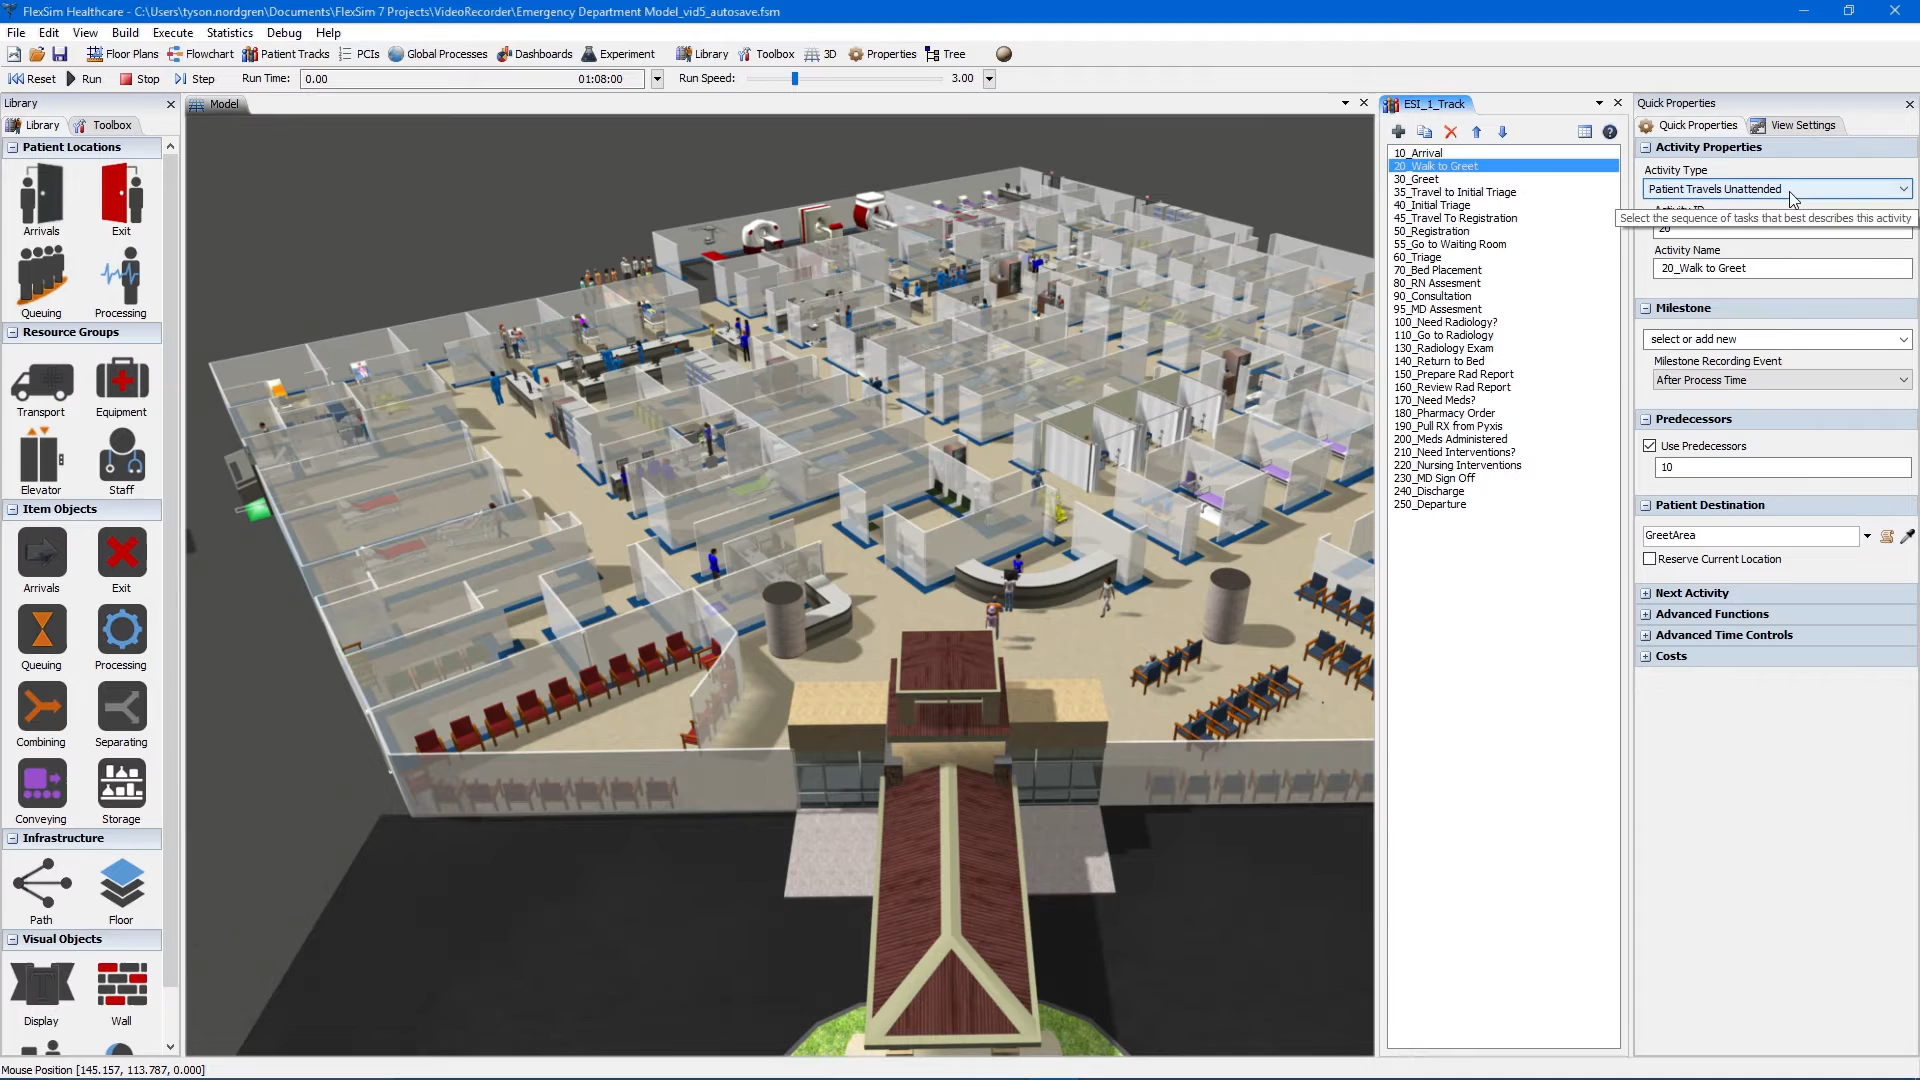 FlexSim Healthcare - C:\Users\tyson.nordgren\Documents\FlexSim 7 Projects\VideoRecorder\Emergency Department Model_vid5_autosave.fsm
File Edit View Build Execute Statistics Debug Help
Floor Plans Flowchart Patient Tracks PCIs Global Processes Dashboards Experiment Library Toolbox 3D Properties Tree
Reset Run Stop Step Run Time: 0.00 01:08:00 Run Speed: 3.00
Library
Library Toolbox
Patient Locations
Arrivals Exit
Queuing Processing
Resource Groups
Transport Equipment
Elevator Staff
Item Objects
Arrivals Exit
Queuing Processing
Combining Separating
Conveying Storage
Infrastructure
Path Floor
Visual Objects
Display Wall
Model
ESI_1_Track
10_Arrival
20_Walk to Greet
30_Greet
35_Travel to Initial Triage
40_Initial Triage
45_Travel To Registration
50_Registration
55_Go to Waiting Room
60_Triage
70_Bed Placement
80_RN Assesment
90_Consultation
95_MD Assesment
100_Need Radiology?
110_Go to Radiology
130_Radiology Exam
140_Return to Bed
150_Prepare Rad Report
160_Review Rad Report
170_Need Meds?
180_Pharmacy Order
190_Pull RX from Pyxis
200_Meds Administered
210_Need Interventions?
220_Nursing Interventions
230_MD Sign Off
240_Discharge
250_Departure
Quick Properties
Quick Properties View Settings
Activity Properties
Activity Type
Patient Travels Unattended
Select the sequence of tasks that best describes this activity
20
Activity Name
20_Walk to Greet
Milestone
select or add new
Milestone Recording Event
After Process Time
Predecessors
Use Predecessors
10
Patient Destination
GreetArea
Reserve Current Location
Next Activity
Advanced Functions
Advanced Time Controls
Costs
Mouse Position [145.157, 113.787, 0.000]